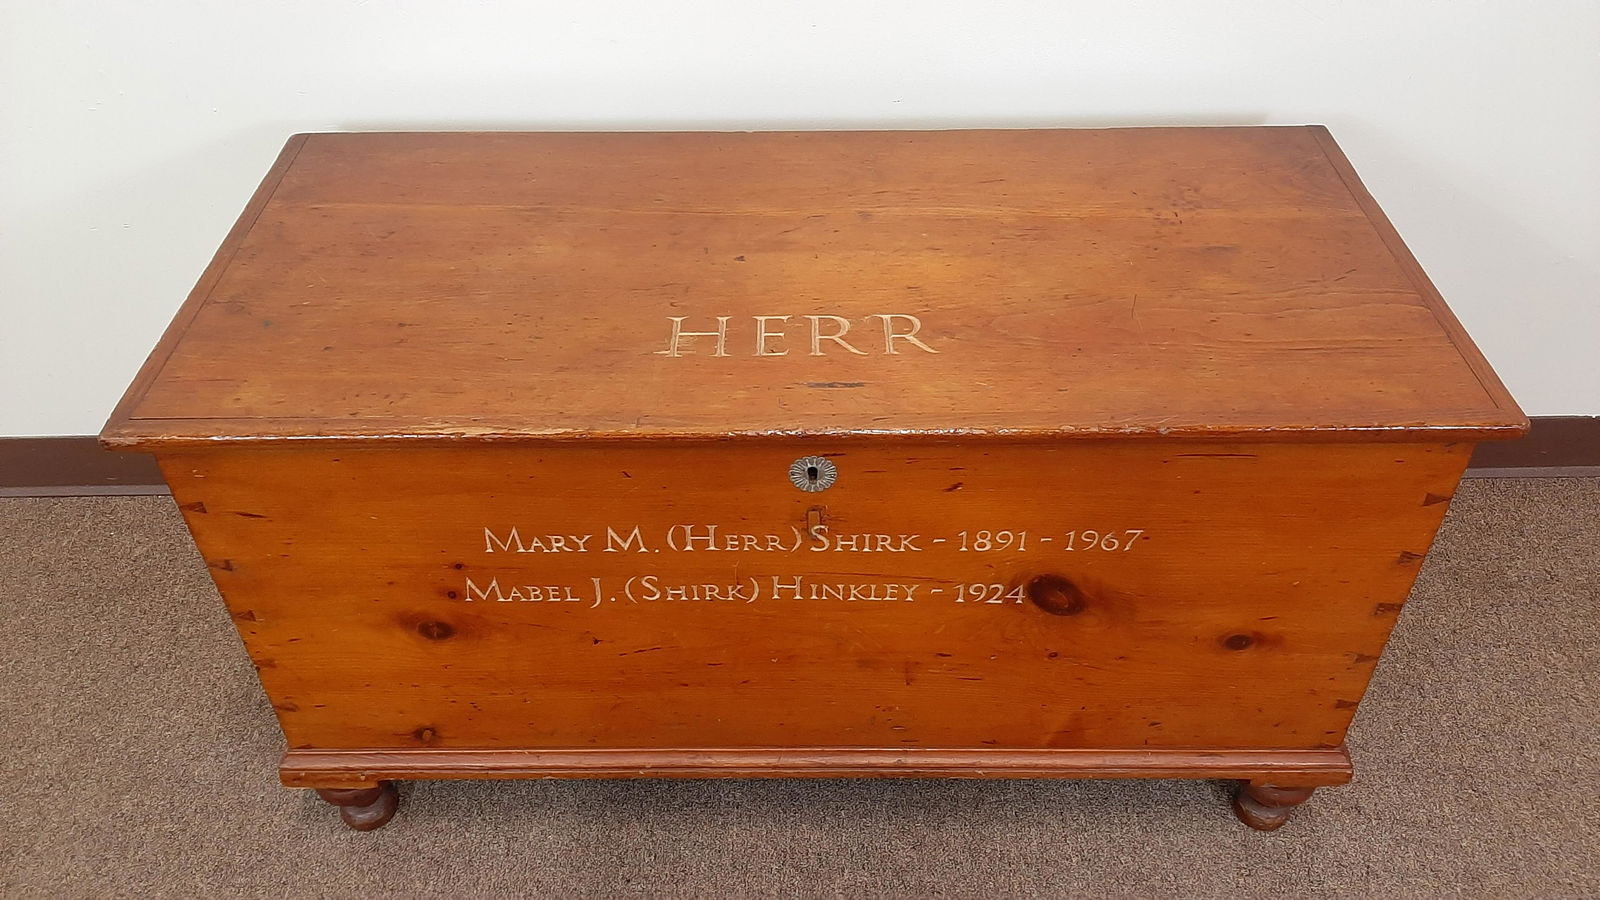 HERR
MARY M. (HERR) SHIRK - 1891 - 1967
MABEL J. (SHIRK) HINKLEY - 1924